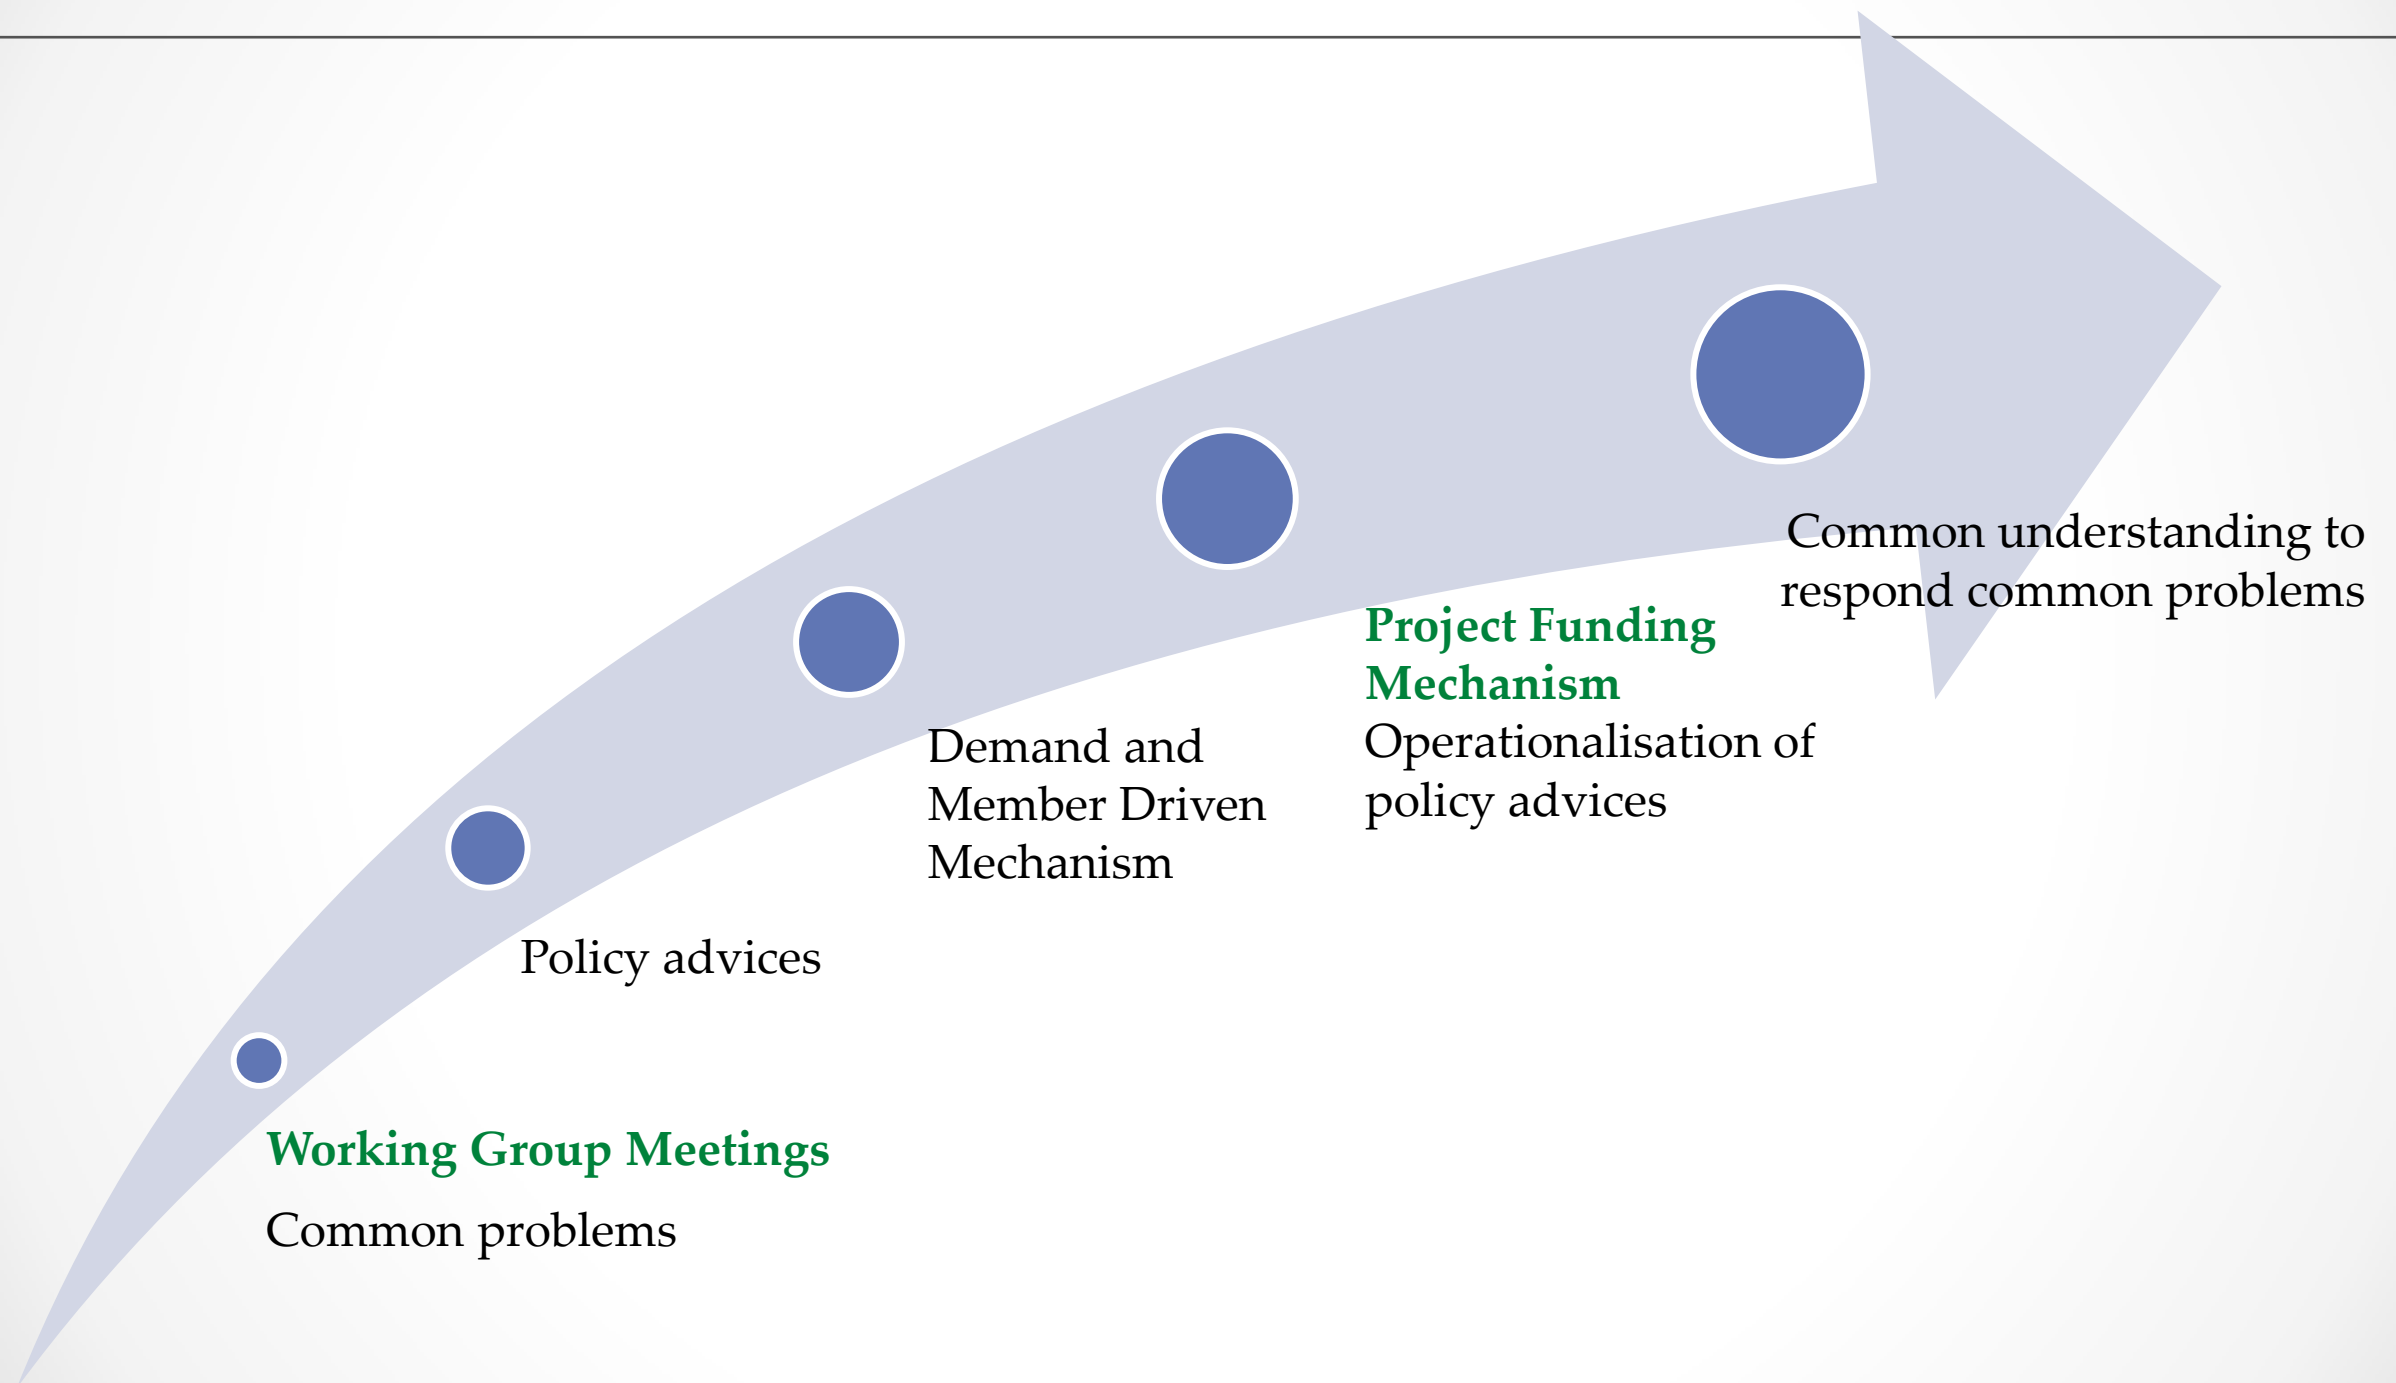 Working Group Meetings
Common problems
Policy advices
Demand and
Member Driven
Mechanism
Project Funding
Mechanism
Operationalisation of
policy advices
Common understanding to
respond common problems